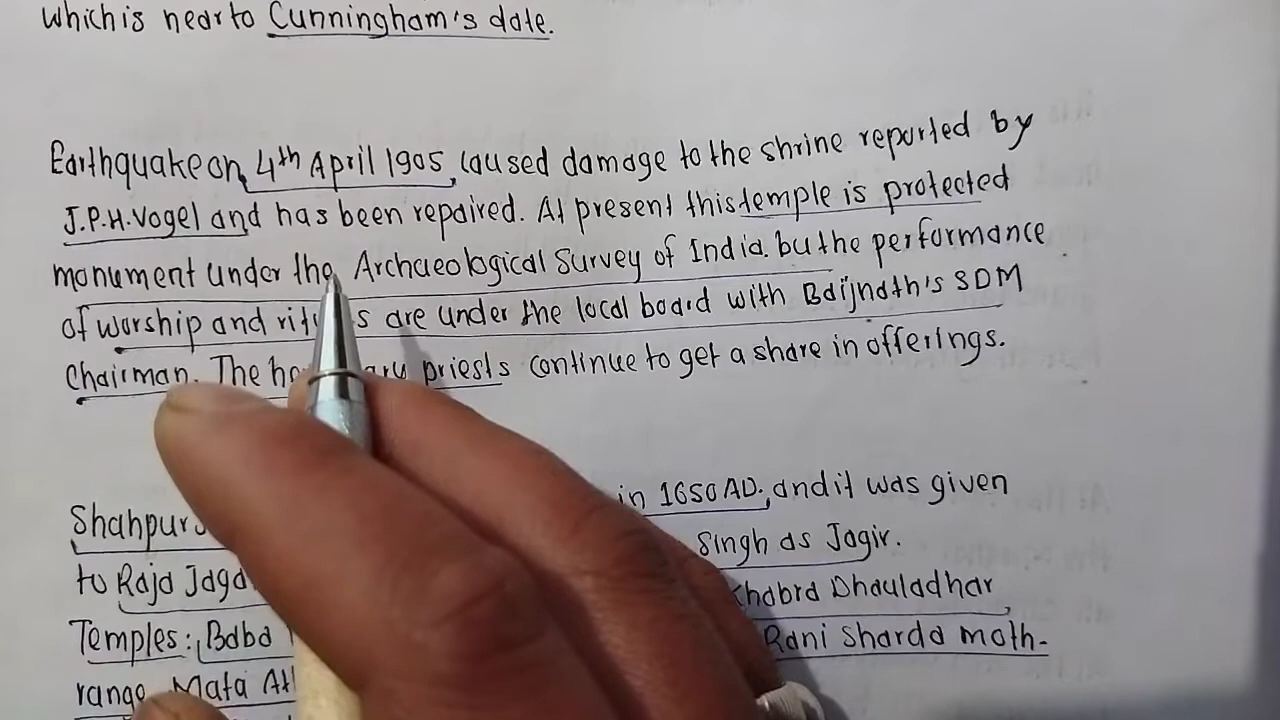 which is near to Cunningham's date.
Earthquake on, 4th April 1905, caused damage to the shrine reported by
J.P.H. Vogel and has been repaired. At present this temple is protected
monument under the Archaeological Survey of India. but the performance
of worship and are under the local board with Baijnath's SDM
Chairman. The priests continue to get a share in offerings.
in 1650 AD., and it was given
to Raja Singh as Jagir.
Dhauladhar
Temples: Baba Rani Sharda math-
range, Mata